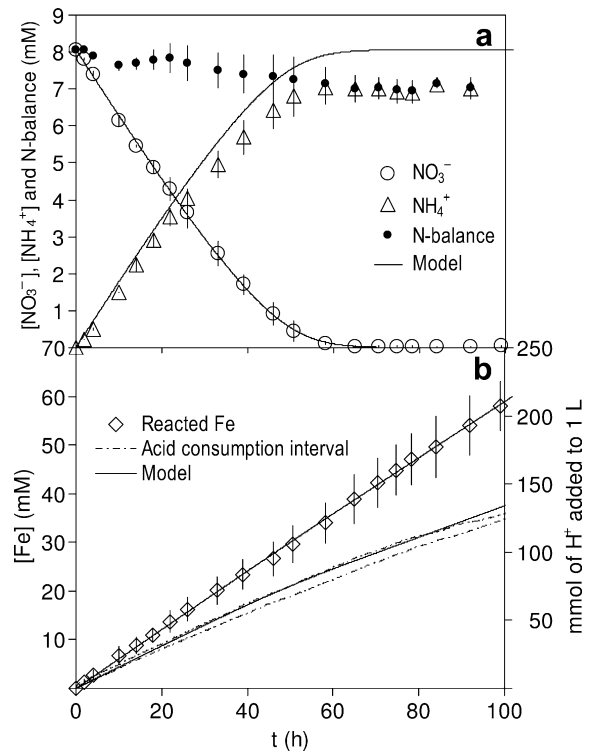 a
9
8
7
6
5
4
3
2
1
[NO₃⁻], [NH₄⁺] and N-balance (mM)
NO₃⁻
NH₄⁺
N-balance
Model
b
70
60
50
40
30
20
10
[Fe] (mM)
Reacted Fe
Acid consumption interval
Model
250
200
150
100
50
mmol of H⁺ added to 1 L
0 20 40 60 80 100
t (h)